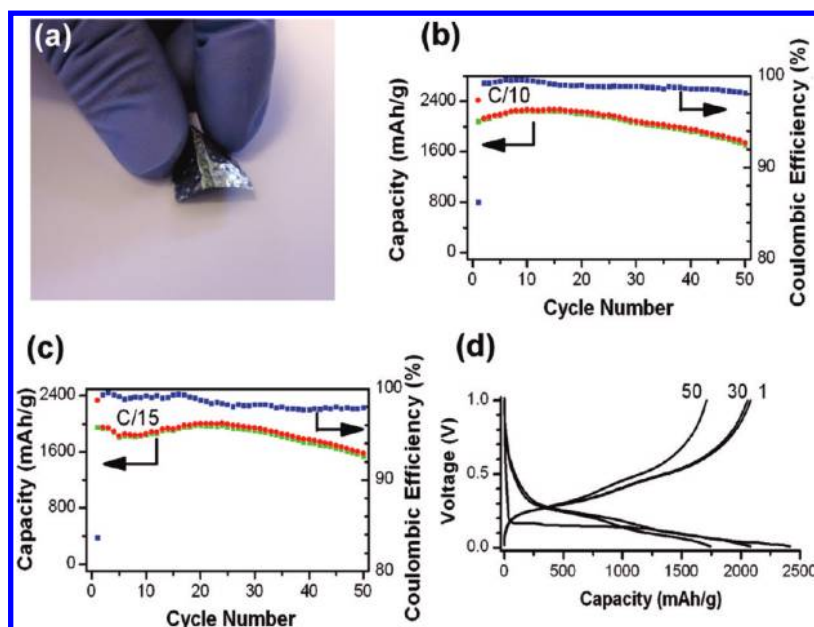 (a)
(b)
Capacity (mAh/g)
2400
1600
800
0
C/10
100
90
80
Coulombic Efficiency (%)
0 10 20 30 40 50
Cycle Number
(c)
Capacity (mAh/g)
2400
1600
800
0
C/15
100
90
80
Coulombic Efficiency (%)
0 10 20 30 40 50
Cycle Number
(d)
Voltage (V)
1.0
0.5
0.0
50 30 1
0 500 1000 1500 2000 2500
Capacity (mAh/g)